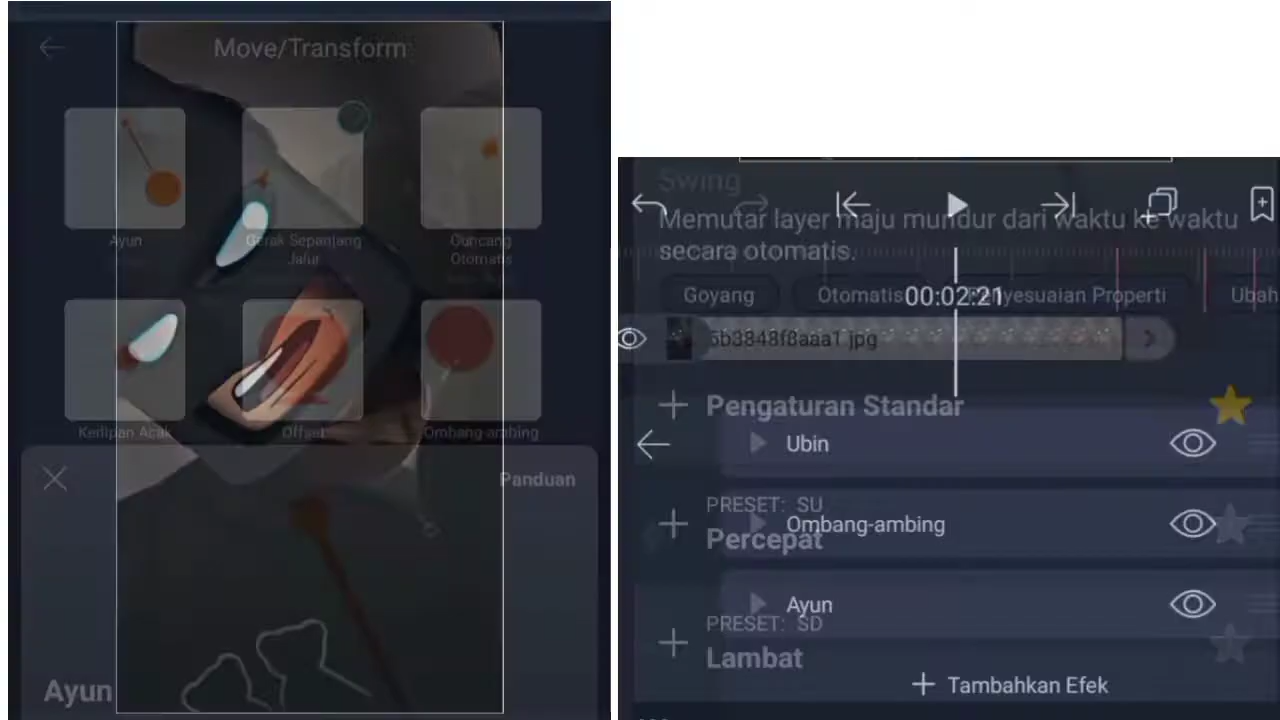 Move/Transform
Ayun
Gerak Sepanjang
Jalur
Guncang
Otomatis
Kerlipan Acak
Offset
Ombang-ambing
Panduan
Ayun
Swing
Memutar layer maju mundur dari waktu ke waktu
secara otomatis.
Goyang
Otomatis
00:02:21
Penyesuaian Properti
Ubah
5b3848f8aaa1.jpg
Pengaturan Standar
Ubin
PRESET: SU
Ombang-ambing
Percepat
Ayun
PRESET: SD
Lambat
Tambahkan Efek